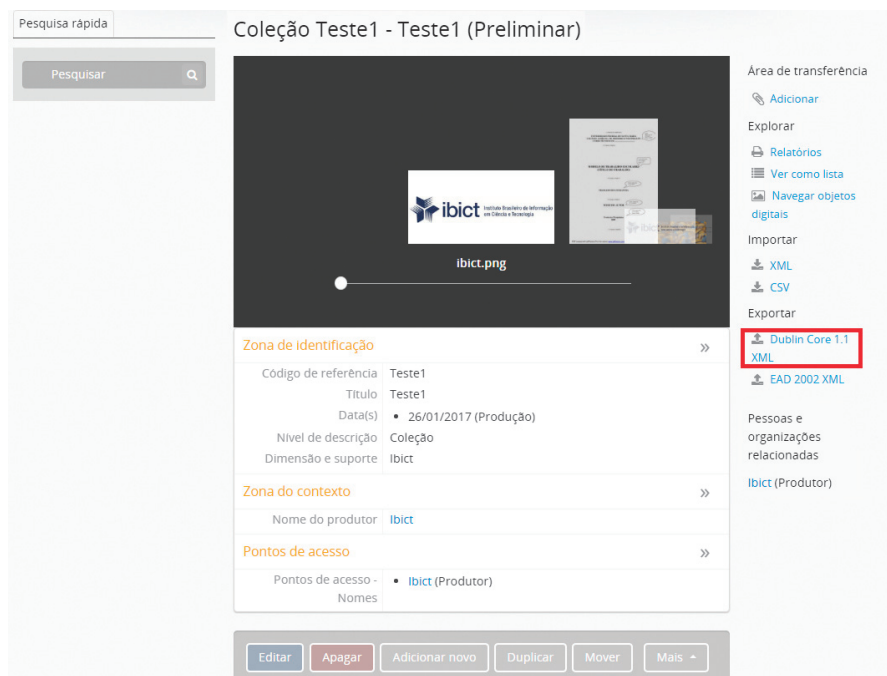 Pesquisa rápida
Pesquisar
Coleção Teste1 - Teste1 (Preliminar)
ibict Instituto Brasileiro de Informação
em Ciência e Tecnologia
ibict.png
Zona de identificação »
Código de referência Teste1
Título Teste1
Data(s) • 26/01/2017 (Produção)
Nível de descrição Coleção
Dimensão e suporte Ibict
Zona do contexto »
Nome do produtor Ibict
Pontos de acesso »
Pontos de acesso - • Ibict (Produtor)
Nomes
Editar Apagar Adicionar novo Duplicar Mover Mais
Área de transferência
Adicionar
Explorar
Relatórios
Ver como lista
Navegar objetos
digitais
Importar
XML
CSV
Exportar
Dublin Core 1.1
XML
EAD 2002 XML
Pessoas e
organizações
relacionadas
Ibict (Produtor)